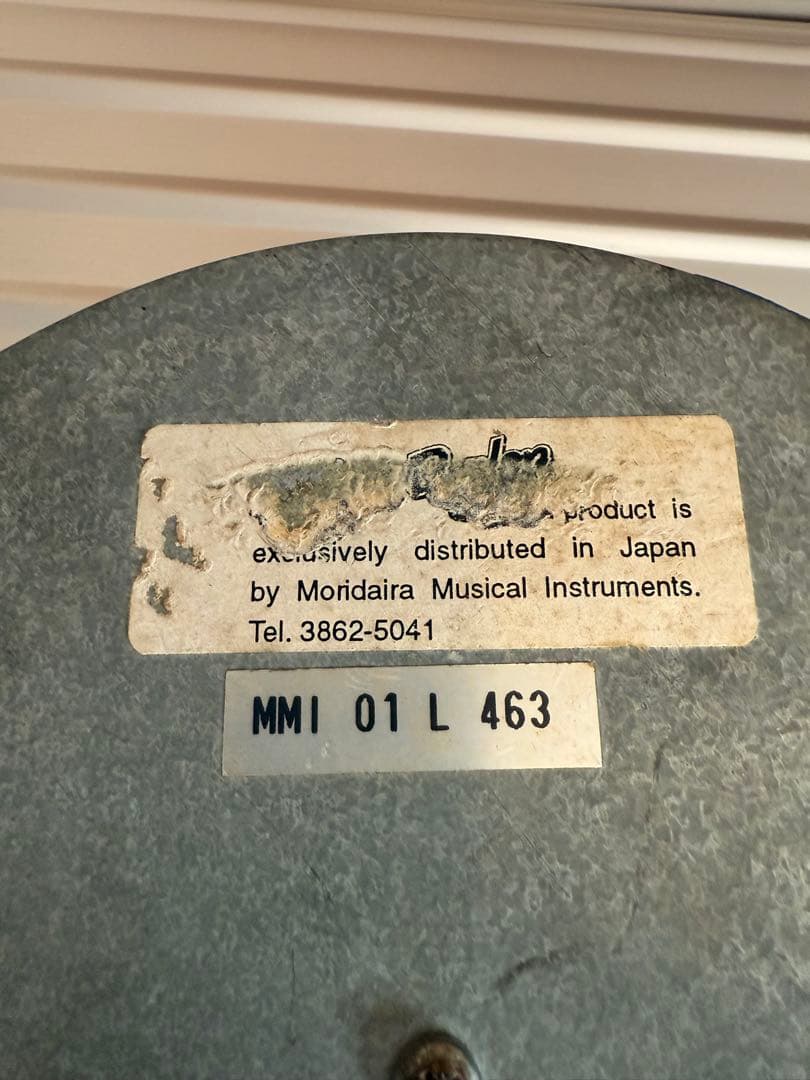 product is
exclusively distributed in Japan
by Moridaira Musical Instruments.
Tel. 3862-5041
MMI 01 L 463